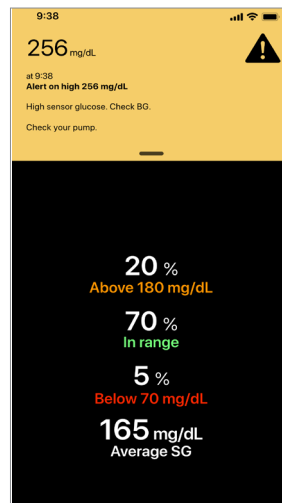 9:38
256 mg/dL
at 9:38
Alert on high 256 mg/dL
High sensor glucose. Check BG.
Check your pump.
20 %
Above 180 mg/dL
70 %
In range
5 %
Below 70 mg/dL
165 mg/dL
Average SG